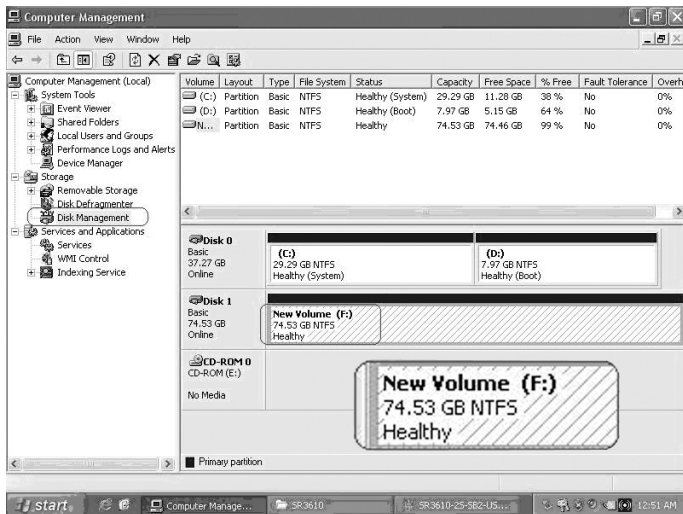 Computer Management
File Action View Window Help
Computer Management (Local)
System Tools
Event Viewer
Shared Folders
Local Users and Groups
Performance Logs and Alerts
Device Manager
Storage
Removable Storage
Disk Defragmenter
Disk Management
Services and Applications
Services
WMI Control
Indexing Service
Volume Layout Type File System Status Capacity Free Space % Free Fault Tolerance Overh
(C:) Partition Basic NTFS Healthy (System) 29.29 GB 11.28 GB 38 % No 0%
(D:) Partition Basic NTFS Healthy (Boot) 7.97 GB 5.15 GB 64 % No 0%
N... Partition Basic NTFS Healthy 74.53 GB 74.46 GB 99 % No 0%
Disk 0
Basic
37.27 GB
Online
(C:)
29.29 GB NTFS
Healthy (System)
(D:)
7.97 GB NTFS
Healthy (Boot)
Disk 1
Basic
74.53 GB
Online
New Volume (F:)
74.53 GB NTFS
Healthy
CD-ROM 0
CD-ROM (E:)
No Media
New Volume (F:)
74.53 GB NTFS
Healthy
Primary partition
start Computer Manage... SR3610 SR3610-2S-SB2-US... 12:51 AM